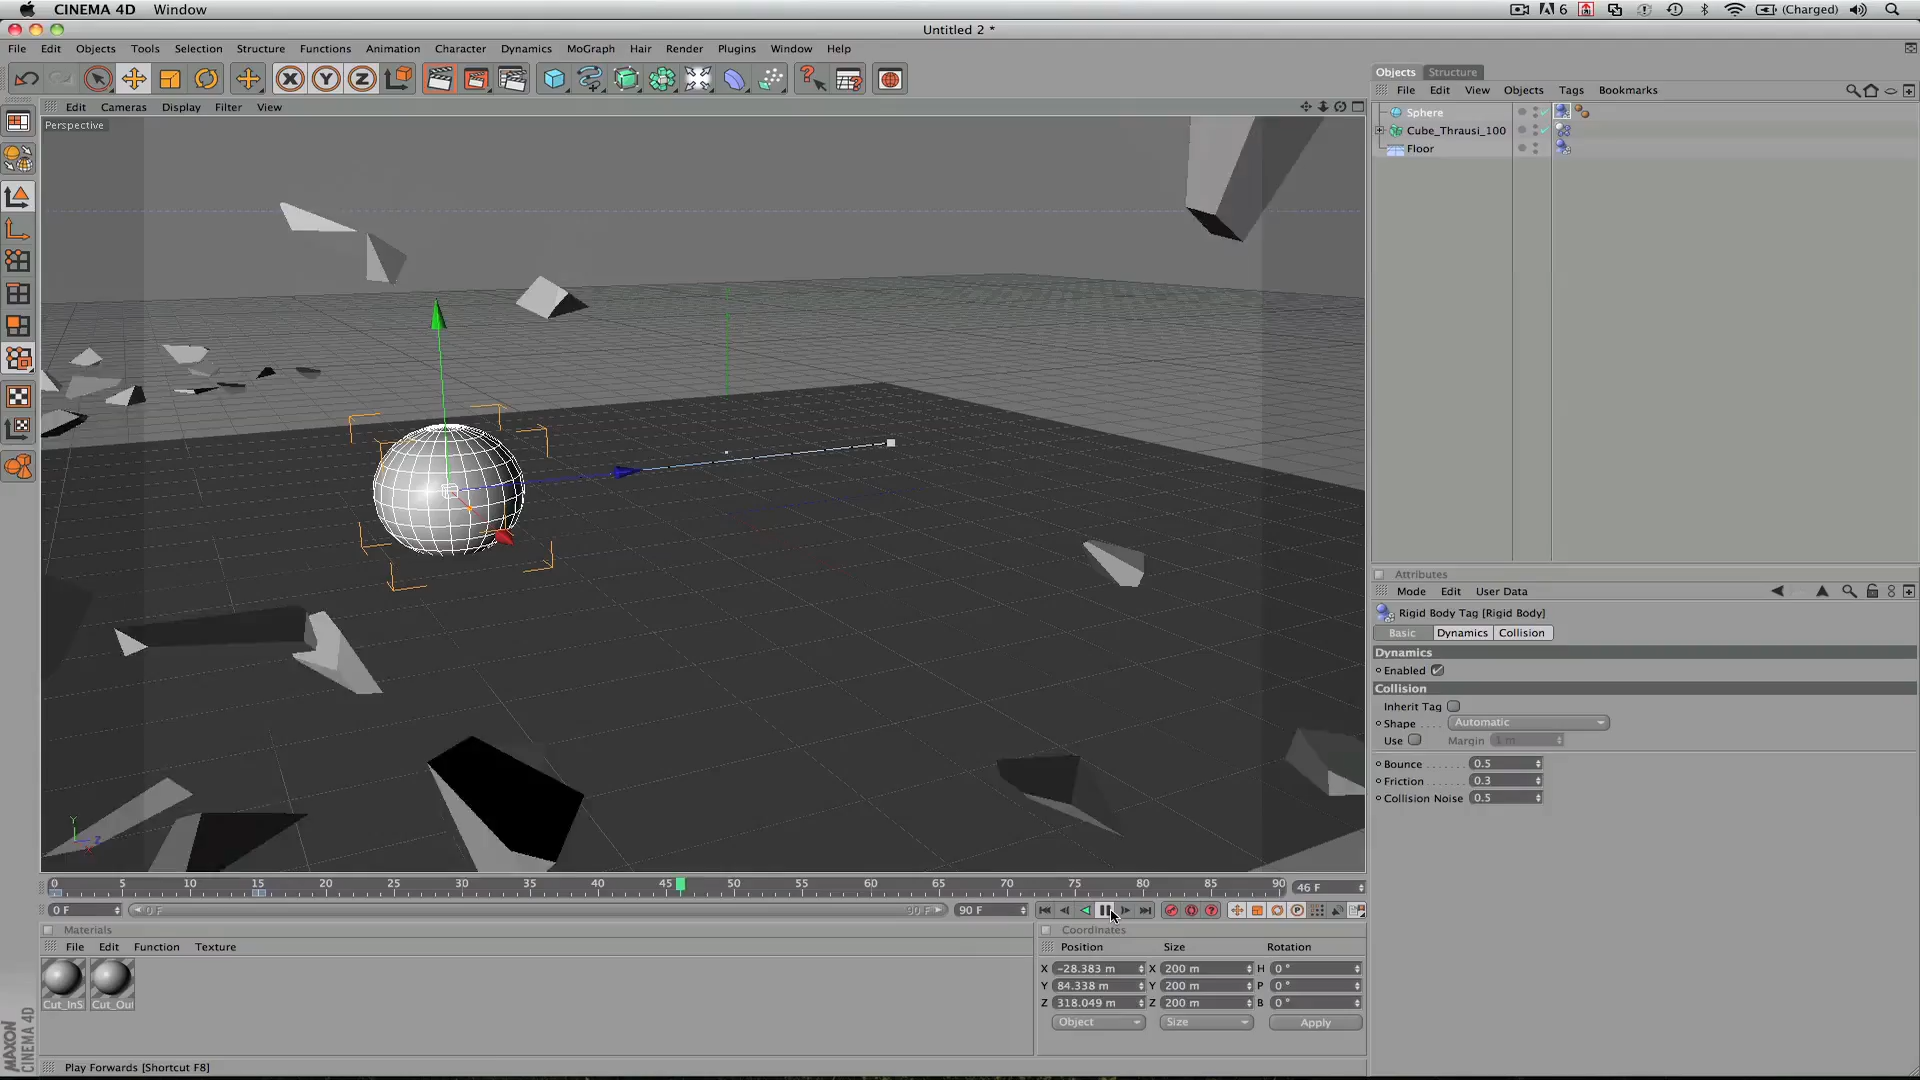 CINEMA 4D Window
6 (Charged)
Untitled 2 *
File Edit Objects Tools Selection Structure Functions Animation Character Dynamics MoGraph Hair Render Plugins Window Help
X Y Z
Objects Structure
File Edit View Objects Tags Bookmarks
Edit Cameras Display Filter View
Perspective
Sphere
Cube_Thrausi_100
Floor
Attributes
Mode Edit User Data
Rigid Body Tag [Rigid Body]
Basic Dynamics Collision
Dynamics
Enabled
Collision
Inherit Tag
Shape Automatic
Use Margin 1 m
Bounce 0.5
Friction 0.3
Collision Noise 0.5
Y
Z
X
0 5 10 15 20 25 30 35 40 45 50 55 60 65 70 75 80 85 90 46 F
0 F 0 F 90 F 90 F
Materials
File Edit Function Texture
Cut_InS Cut_Out
Coordinates
Position Size Rotation
X -28.383 m X 200 m H 0 °
Y 84.338 m Y 200 m P 0 °
Z 318.049 m Z 200 m B 0 °
Object Size Apply
MAXON
CINEMA 4D
Play Forwards [Shortcut F8]